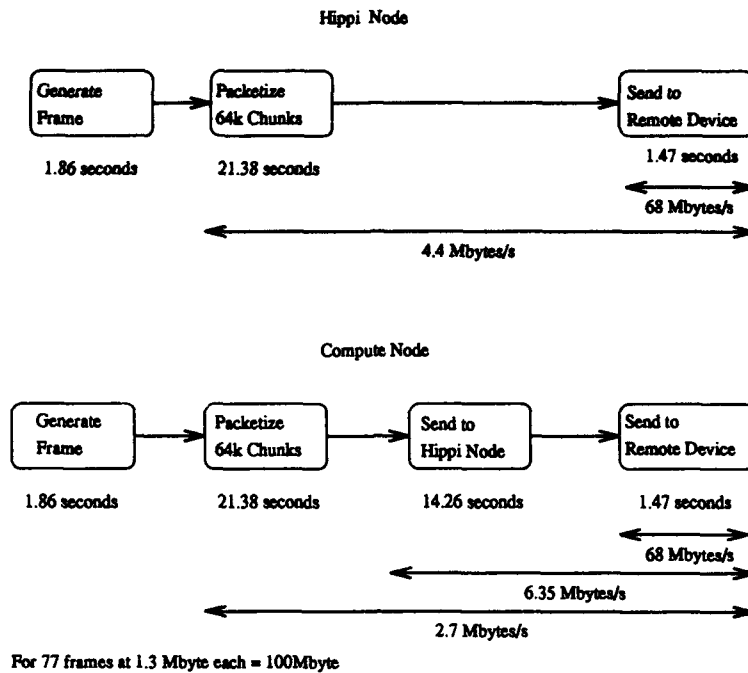 Hippi Node
Generate
Frame
Packetize
64k Chunks
Send to
Remote Device
1.86 seconds
21.38 seconds
1.47 seconds
68 Mbytes/s
4.4 Mbytes/s
Compute Node
Generate
Frame
Packetize
64k Chunks
Send to
Hippi Node
Send to
Remote Device
1.86 seconds
21.38 seconds
14.26 seconds
1.47 seconds
68 Mbytes/s
6.35 Mbytes/s
2.7 Mbytes/s
For 77 frames at 1.3 Mbyte each = 100Mbyte